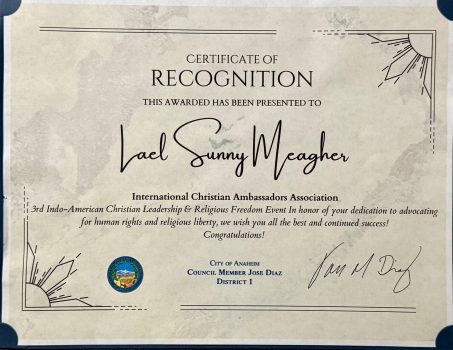 CERTIFICATE OF
RECOGNITION
THIS AWARDED HAS BEEN PRESENTED TO
Lael Sunny Meagher
International Christian Ambassadors Association
3rd Indo-American Christian Leadership & Religious Freedom Event In honor of your dedication to advocating
for human rights and religious liberty, we wish you all the best and continued success!
Congratulations!
CITY OF ANAHEIM
COUNCIL MEMBER JOSE DIAZ
DISTRICT 1